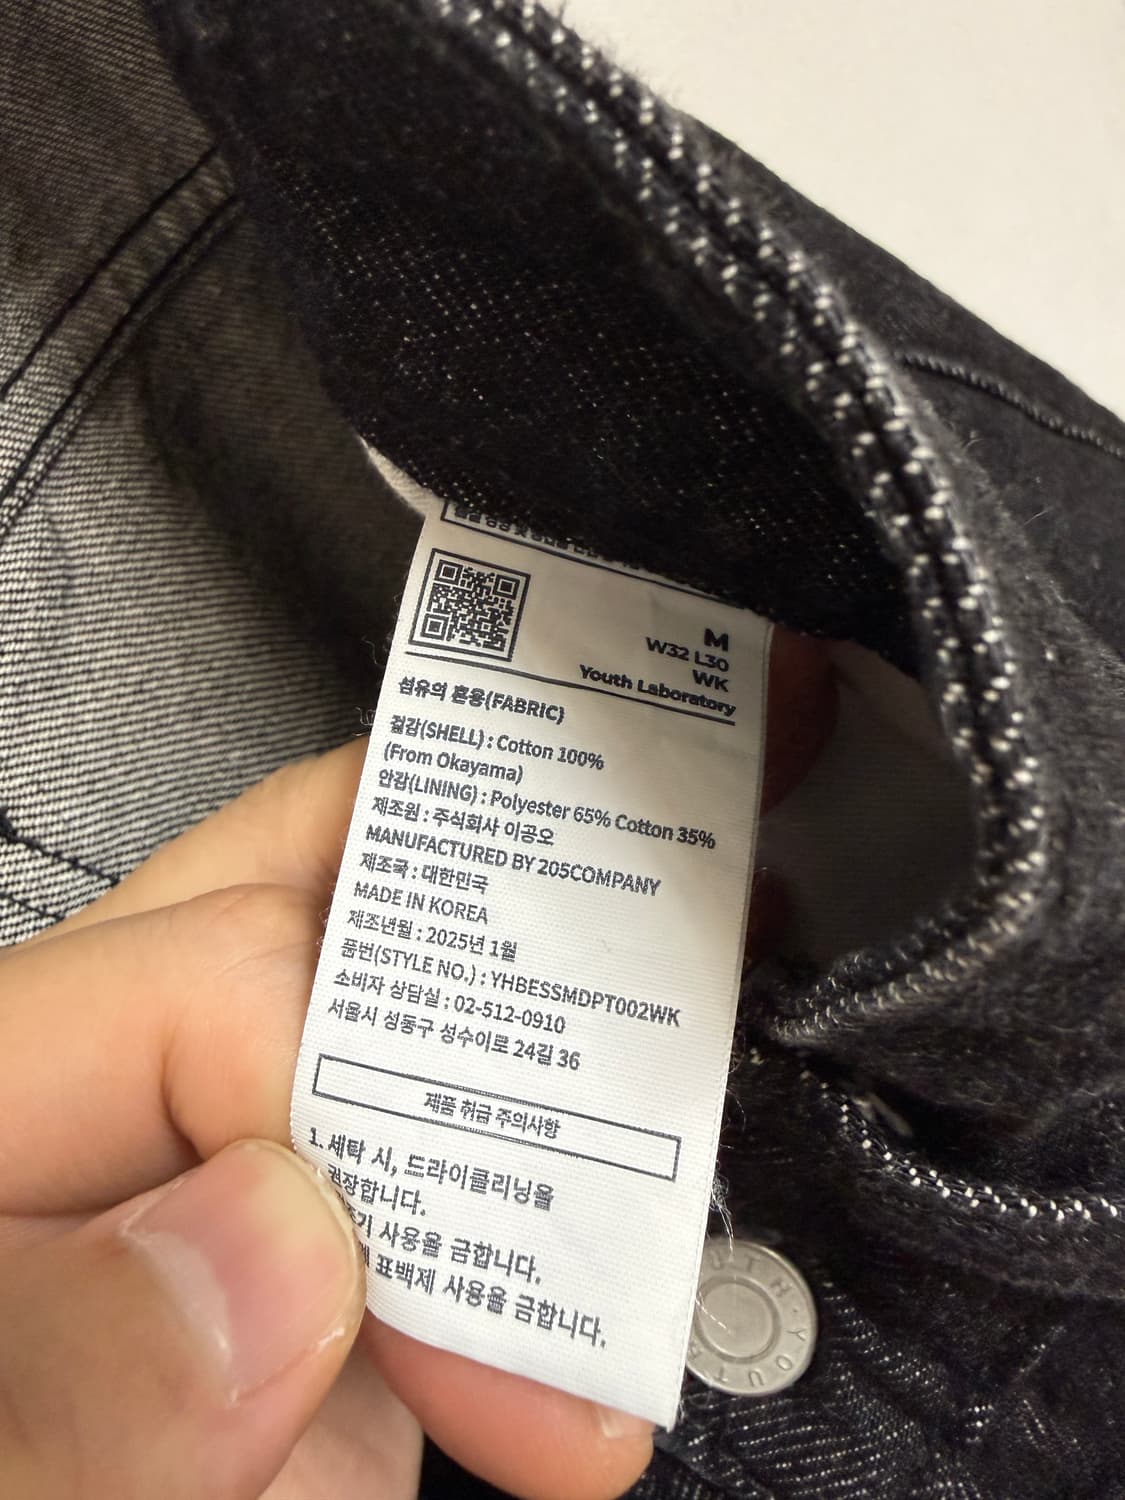 M
W32 L30
WK
Youth Laboratory
섬유의 혼용(FABRIC)
겉감(SHELL) : Cotton 100%
(From Okayama)
안감(LINING) : Polyester 65% Cotton 35%
제조원 : 주식회사 이공오
MANUFACTURED BY 205COMPANY
제조국 : 대한민국
MADE IN KOREA
제조년월 : 2025년 1월
품번(STYLE NO.) : YHBESSMDPT002WK
소비자 상담실 : 02-512-0910
서울시 성동구 성수이로 24길 36
제품 취급 주의사항
1. 세탁 시, 드라이클리닝을
권장합니다.
사용을 금합니다.
표백제 사용을 금합니다.
UTH · YOUT